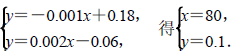 {y=−0.001x+0.18, 得{x=80,
y=0.002x−0.06, y=0.1.